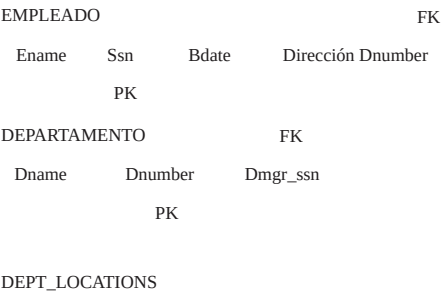 EMPLEADO FK
Ename Ssn Bdate Dirección Dnumber
PK
DEPARTAMENTO FK
Dname Dnumber Dmgr_ssn
PK
DEPT_LOCATIONS